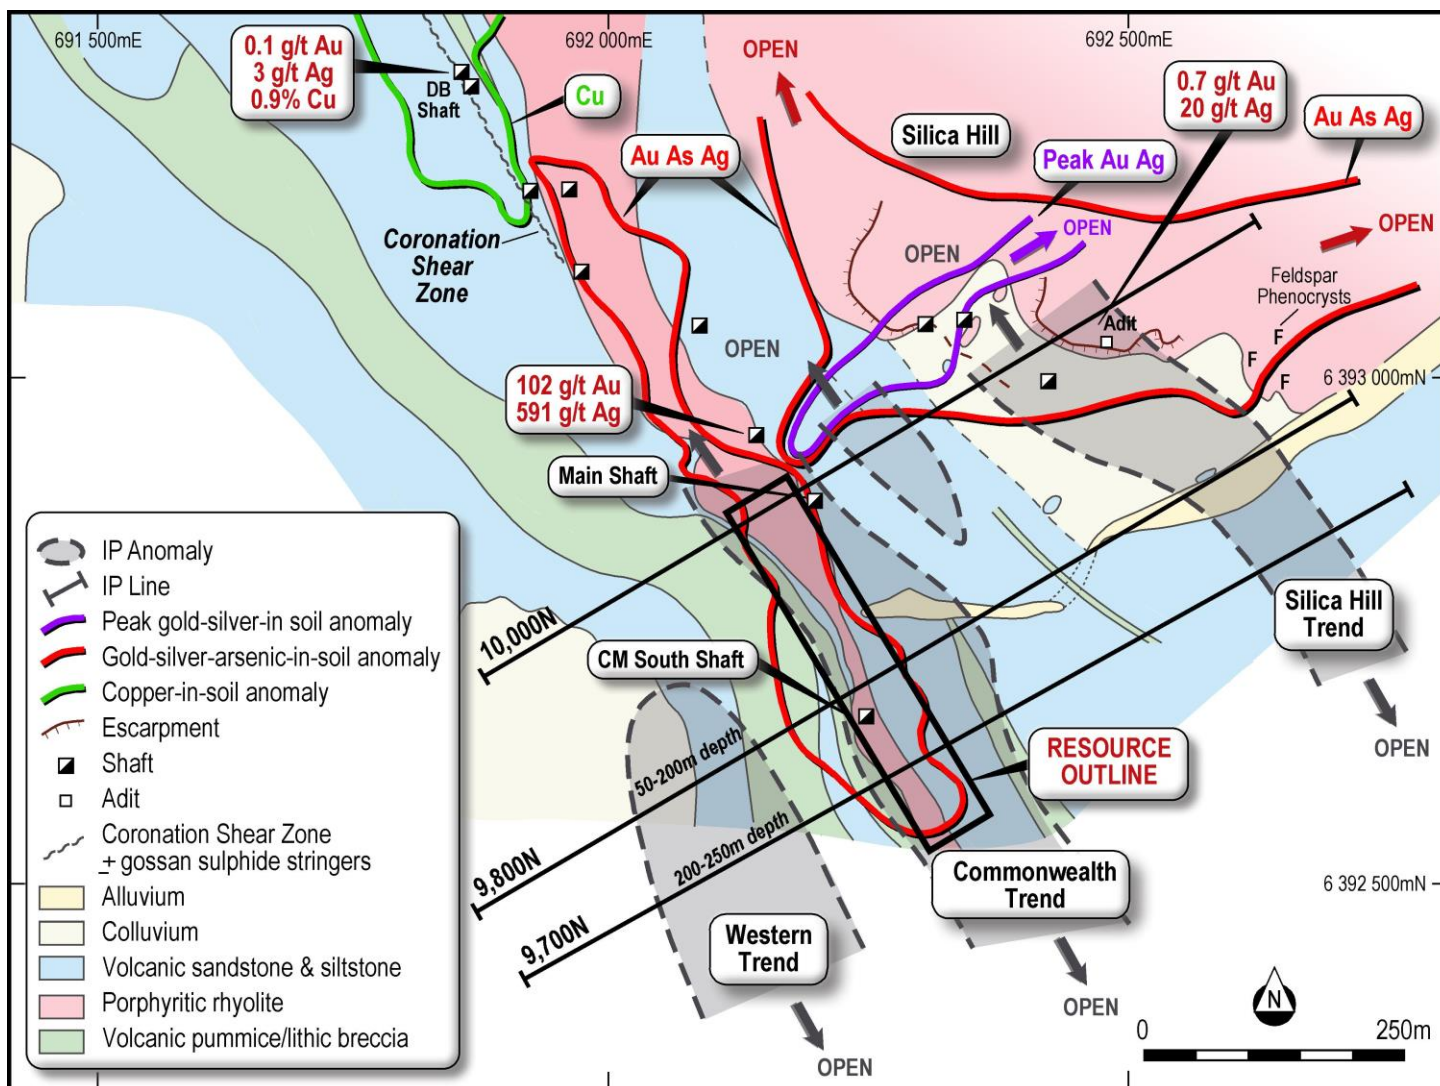 691 500mE
692 000mE
692 500mE
0.1 g/t Au
3 g/t Ag
0.9% Cu
DB
Shaft
Cu
OPEN
Silica Hill
0.7 g/t Au
20 g/t Ag
Au As Ag
Au As Ag
Peak Au Ag
OPEN
OPEN
OPEN
Coronation
Shear
Zone
Feldspar
Phenocrysts
Adit
F
F
F
OPEN
6 393 000mN
102 g/t Au
591 g/t Ag
Main Shaft
IP Anomaly
IP Line
Peak gold-silver-in soil anomaly
Gold-silver-arsenic-in-soil anomaly
Copper-in-soil anomaly
Escarpment
Shaft
Adit
Coronation Shear Zone
+ gossan sulphide stringers
Alluvium
Colluvium
Volcanic sandstone & siltstone
Porphyritic rhyolite
Volcanic pummice/lithic breccia
10,000N
Silica Hill
Trend
CM South Shaft
OPEN
50-200m depth
RESOURCE
OUTLINE
200-250m depth
9,800N
9,700N
Commonwealth
Trend
6 392 500mN
Western
Trend
OPEN
OPEN
N
0
250m